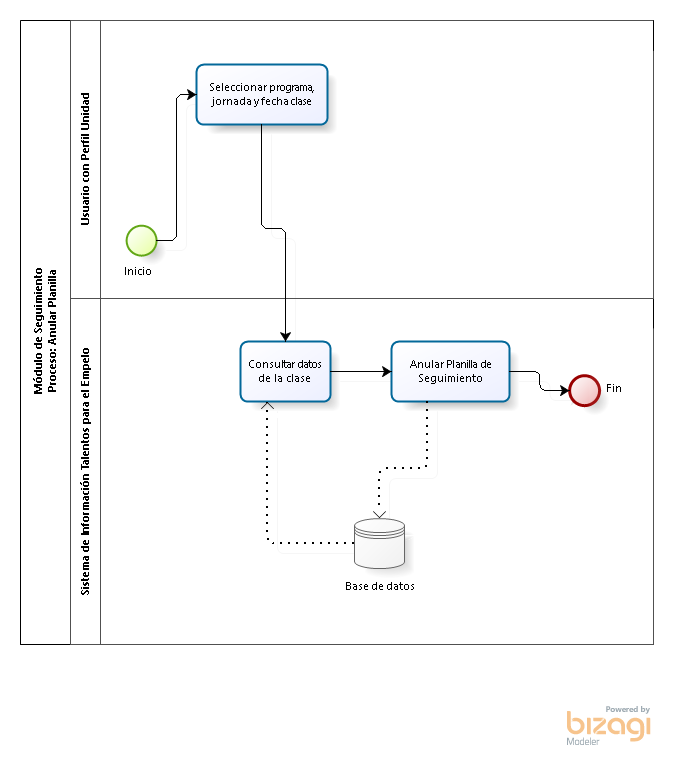 Módulo de Seguimiento
Proceso: Anular Planilla
Usuario con Perfil Unidad
Seleccionar programa,
jornada y fecha clase
Inicio
Sistema de Información Talentos para el Empelo
Consultar datos
de la clase
Anular Planilla de
Seguimiento
Fin
Base de datos
Powered by
bizagi
Modeler